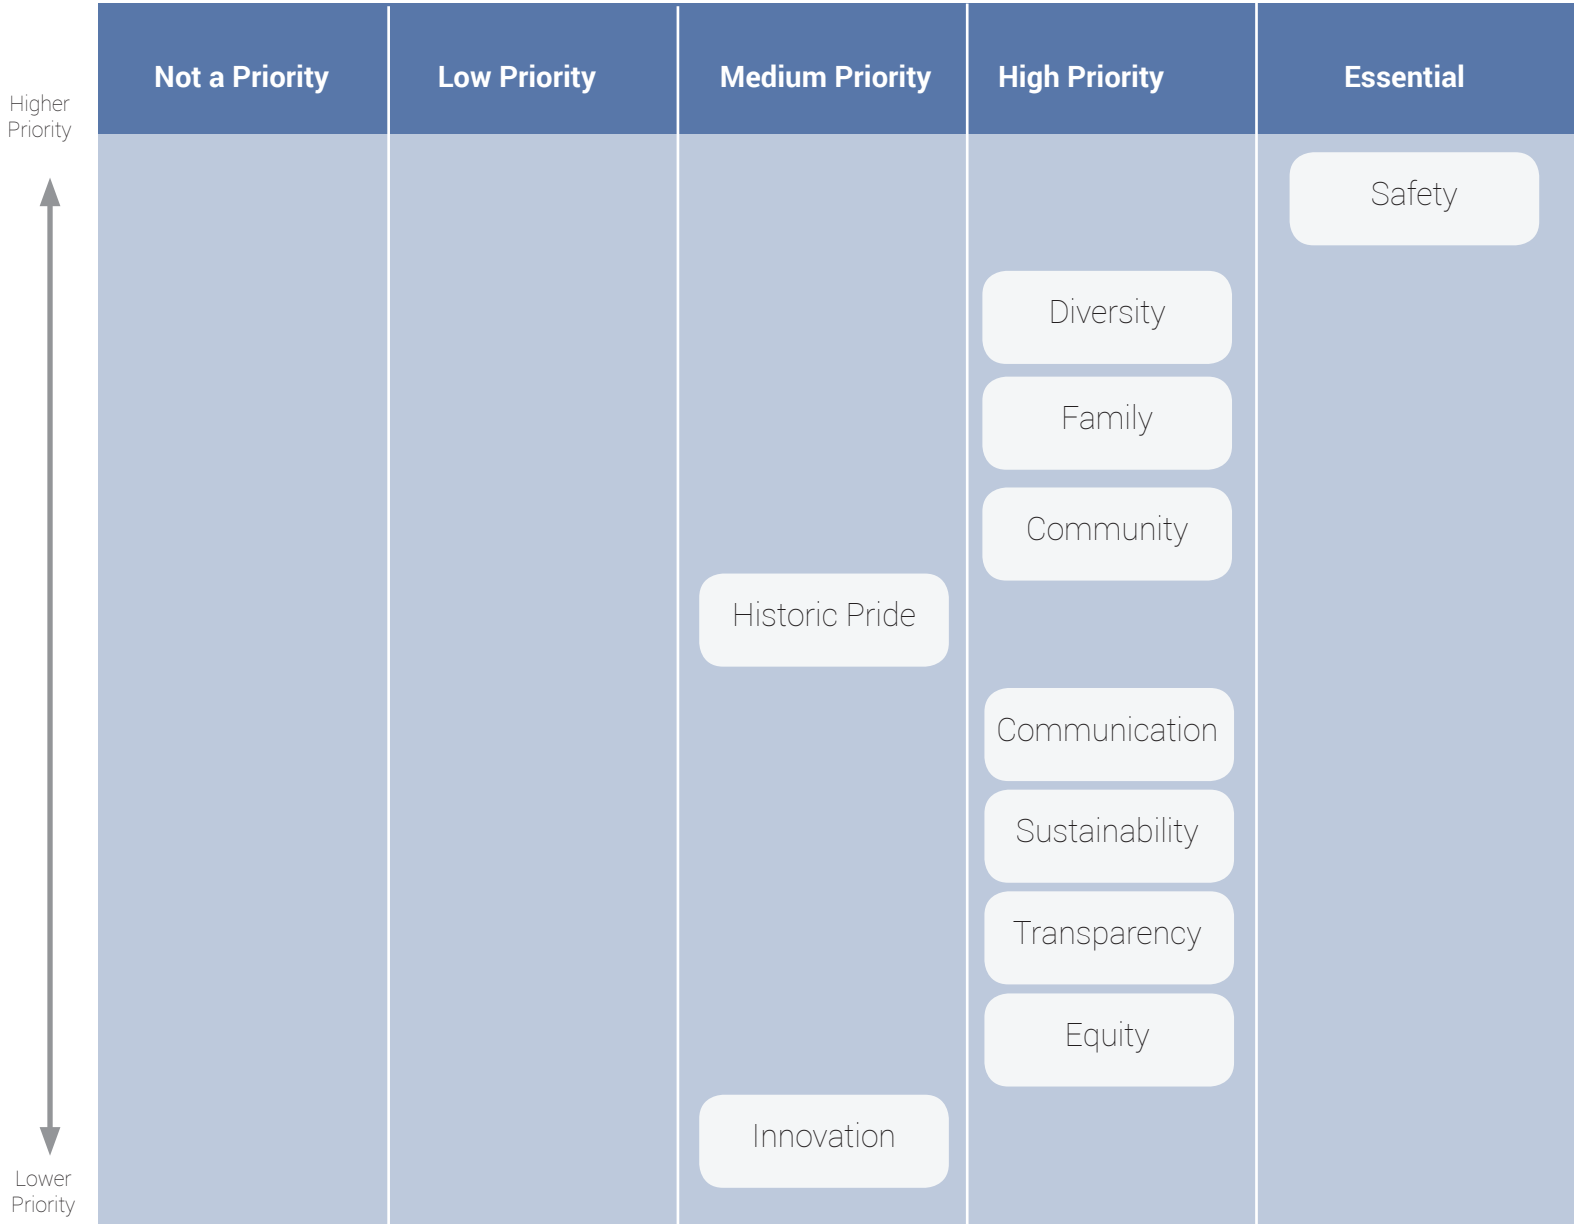 Not a Priority
Low Priority
Medium Priority
High Priority
Essential
Higher
Priority
Safety
Diversity
Family
Community
Historic Pride
Communication
Sustainability
Transparency
Equity
Innovation
Lower
Priority